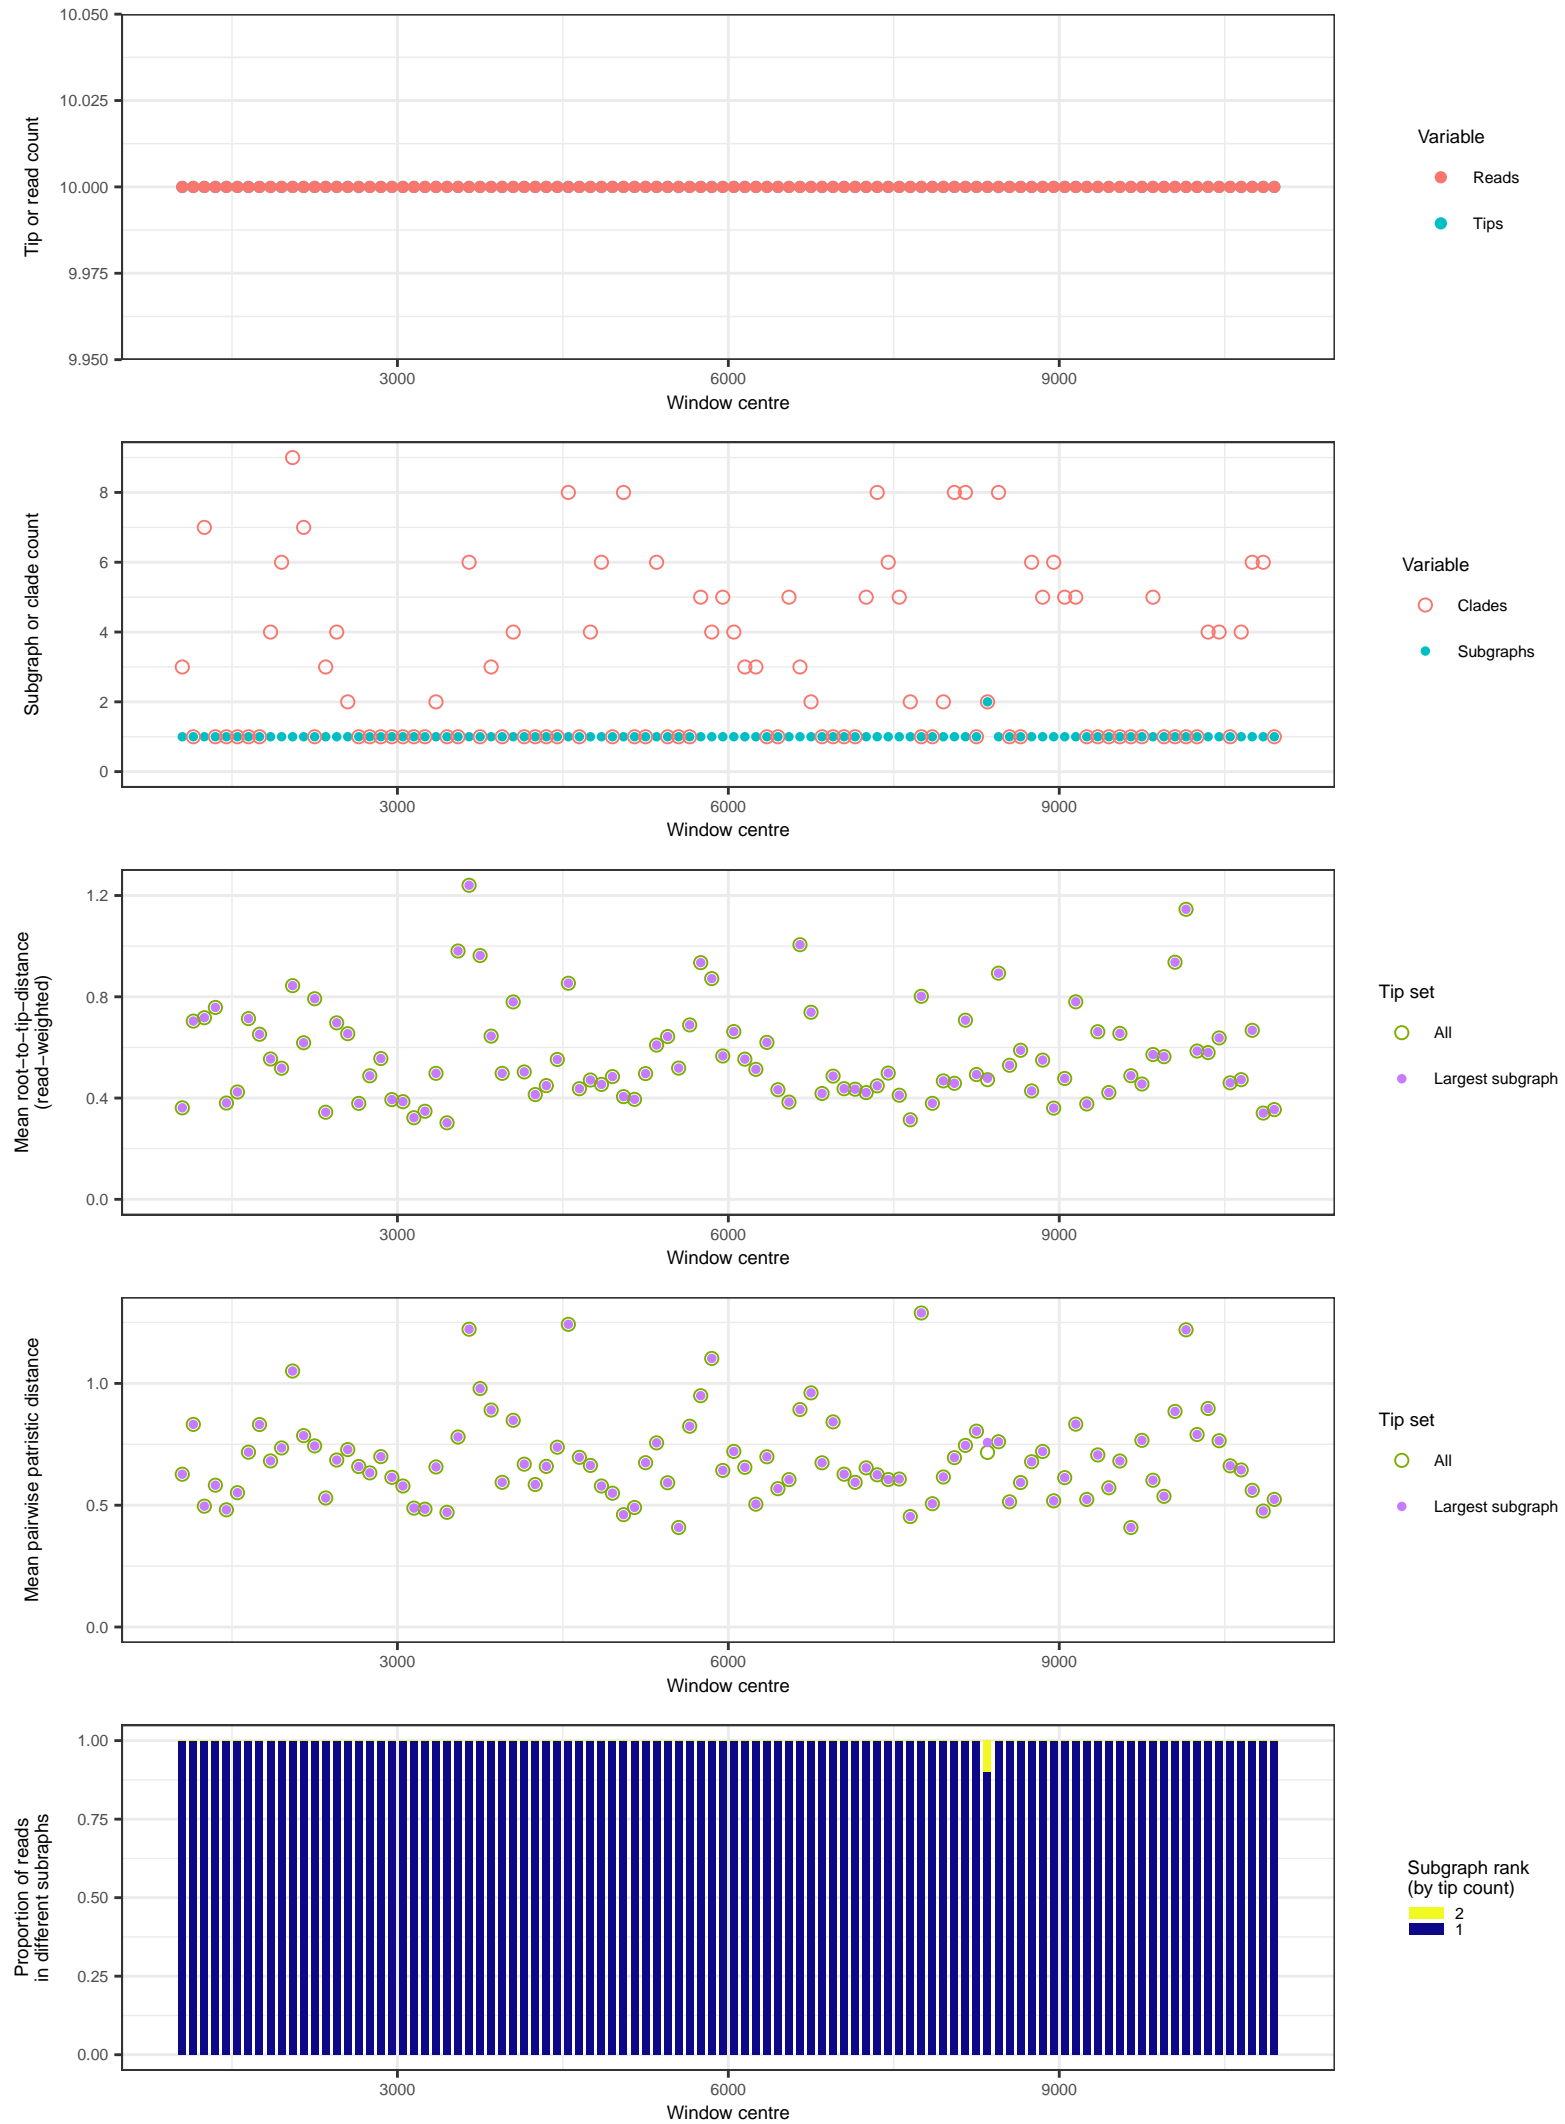 10.050
10.025
10.000
9.975
9.950
Tip or read count
3000
6000
9000
Window centre
Variable
Reads
Tips
8
6
4
2
0
Subgraph or clade count
3000
6000
9000
Window centre
Variable
Clades
Subgraphs
1.2
0.8
0.4
0.0
Mean root−to−tip−distance
(read−weighted)
3000
6000
9000
Window centre
Tip set
All
Largest subgraph
1.0
0.5
0.0
Mean pairwise patristic distance
3000
6000
9000
Window centre
Tip set
All
Largest subgraph
1.00
0.75
0.50
0.25
0.00
Proportion of reads
in different subraphs
3000
6000
9000
Window centre
Subgraph rank
(by tip count)
2
1